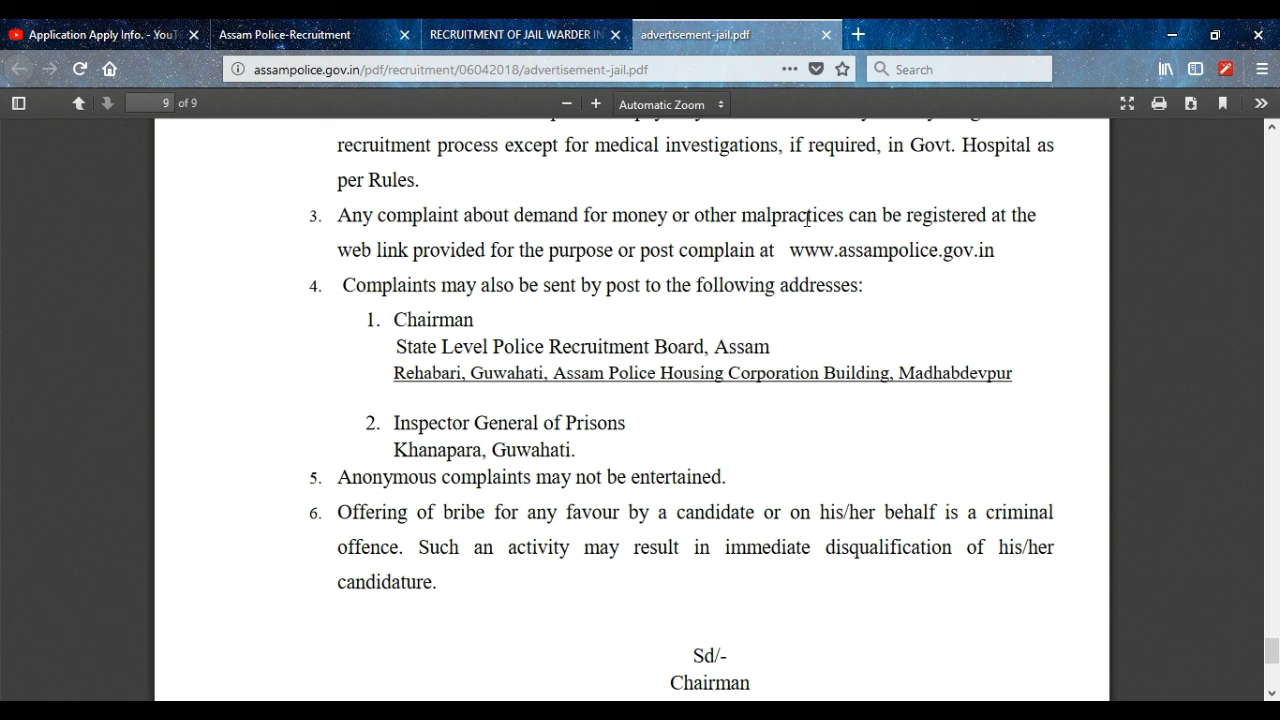 Application Apply Info. - YouT
Assam Police-Recruitment
RECRUITMENT OF JAIL WARDER IN
advertisement-jail.pdf
assampolice.gov.in/pdf/recruitment/06042018/advertisement-jail.pdf
Search
9 of 9
Automatic Zoom
recruitment process except for medical investigations, if required, in Govt. Hospital as
per Rules.
3. Any complaint about demand for money or other malpractices can be registered at the
web link provided for the purpose or post complain at www.assampolice.gov.in
4. Complaints may also be sent by post to the following addresses:
1. Chairman
State Level Police Recruitment Board, Assam
Rehabari, Guwahati, Assam Police Housing Corporation Building, Madhabdevpur
2. Inspector General of Prisons
Khanapara, Guwahati.
5. Anonymous complaints may not be entertained.
6. Offering of bribe for any favour by a candidate or on his/her behalf is a criminal
offence. Such an activity may result in immediate disqualification of his/her
candidature.
Sd/-
Chairman